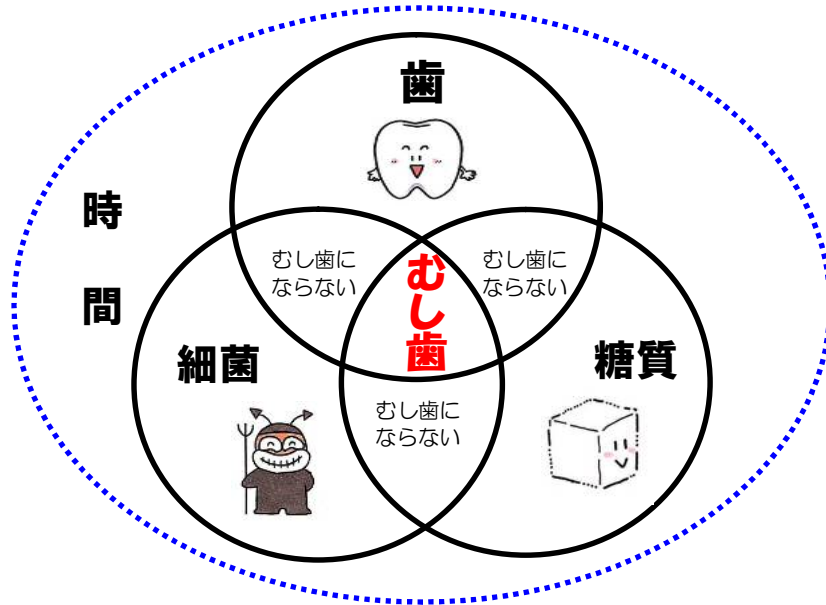 歯
時
間
むし歯に
ならない
むし歯に
ならない
むし歯
細菌
糖質
むし歯に
ならない